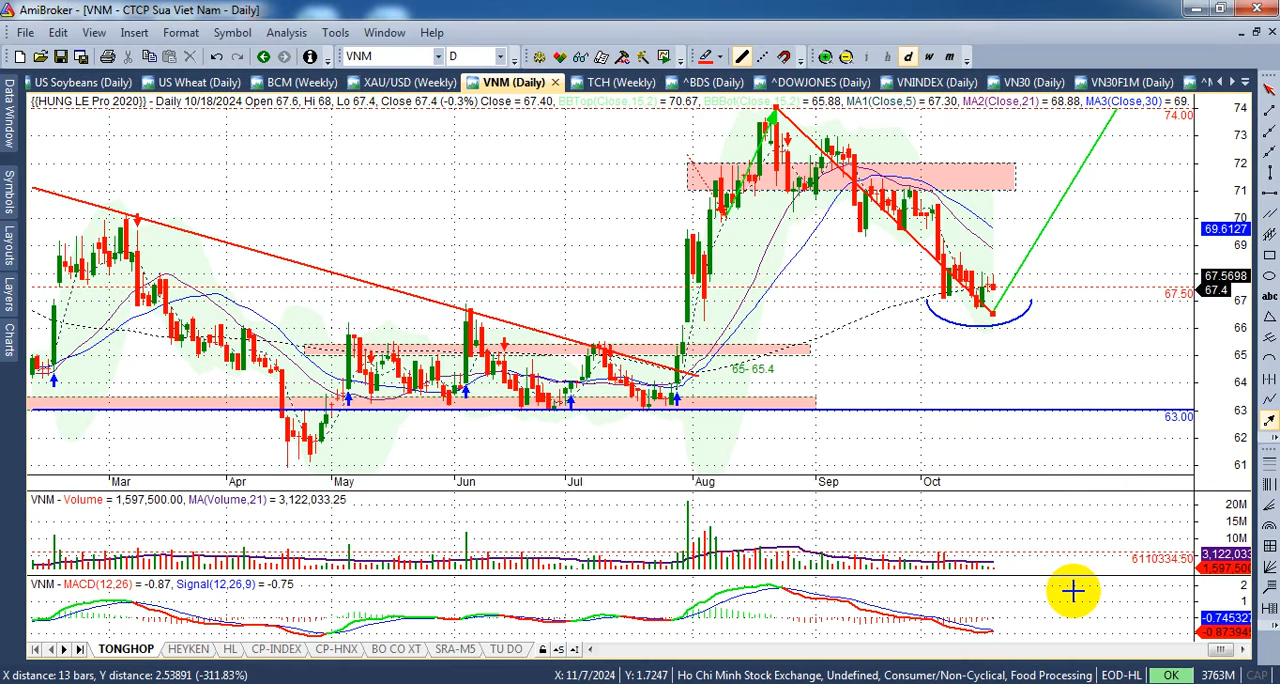 AmiBroker - [VNM - CTCP Sua Viet Nam - Daily]
File Edit View Insert Format Symbol Analysis Tools Window Help
VNM D i h d w m
US Soybeans (Daily) US Wheat (Daily) BCM (Weekly) XAU/USD (Weekly) VNM (Daily) TCH (Weekly) ^BDS (Daily) ^DOWJONES (Daily) VNINDEX (Daily) VN30 (Daily) VN30F1M (Daily)
Data Window
Symbols
Layouts
Layers
Charts
{{HUNG LE Pro 2020}} - Daily 10/18/2024 Open 67.6, Hi 68, Lo 67.4, Close 67.4 (-0.3%) Close = 67.40, BBTop(Close,15,2) = 70.67, BBBot(Close,15,2) = 65.88, MA1(Close,5) = 67.30, MA2(Close,21) = 68.88, MA3(Close,30) = 69.
74
74.00
73
72
71
70
69.6127
69
67.5698
67.50
67.4
67
66
65
65- 65.4
64
63
63.00
62
61
Mar Apr May Jun Jul Aug Sep Oct
VNM - Volume = 1,597,500.00, MA(Volume,21) = 3,122,033.25
20M
15M
10M
6110334.50
3,122,033
1,597,500
VNM - MACD(12,26) = -0.87, Signal(12,26,9) = -0.75
2
1
-0.745327
-0.873945
TONGHOP HEYKEN HL CP-INDEX CP-HNX BO CO XT SRA-M5 TU DO
X distance: 13 bars, Y distance: 2.53891 (-311.83%) X: 11/7/2024 Y: 1.7247 Ho Chi Minh Stock Exchange, Undefined, Consumer/Non-Cyclical, Food Processing EOD-HL OK 3763M CAP
abc